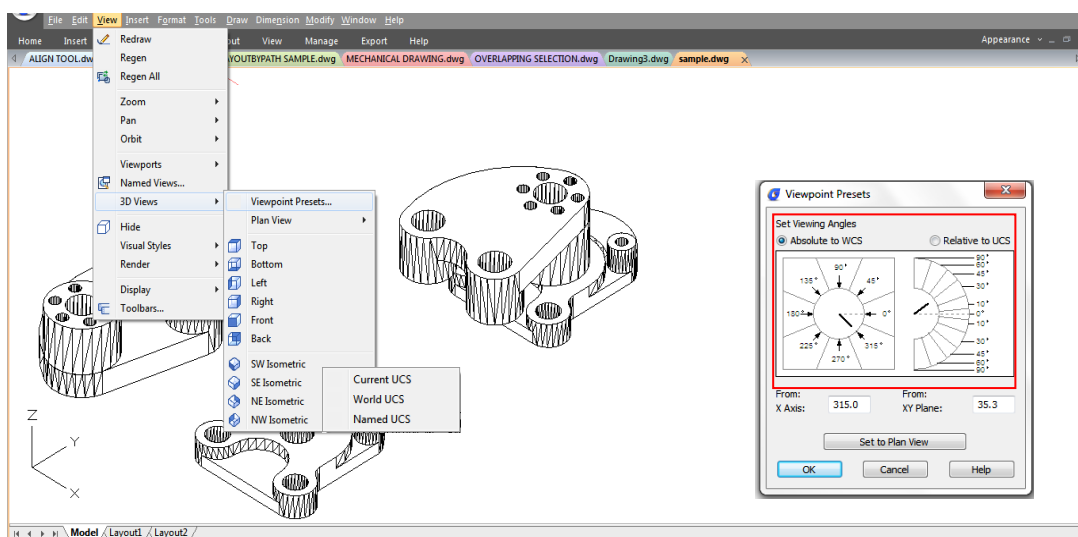 File Edit View Insert Format Tools Draw Dimension Modify Window Help
Home Insert out View Manage Export Help Appearance
ALIGN TOOL.dw YOUTBYPATH SAMPLE.dwg MECHANICAL DRAWING.dwg OVERLAPPING SELECTION.dwg Drawing3.dwg sample.dwg x
Redraw
Regen
Regen All
Zoom
Pan
Orbit
Viewports
Named Views...
3D Views
Hide
Visual Styles
Render
Display
Toolbars...
Viewpoint Presets...
Plan View
Top
Bottom
Left
Right
Front
Back
SW Isometric
SE Isometric
NE Isometric
NW Isometric
Current UCS
World UCS
Named UCS
Viewpoint Presets
Set Viewing Angles
Absolute to WCS Relative to UCS
90°
135° 45°
180° 0°
225° 315°
270°
90°
60°
45°
30°
10°
0°
10°
30°
45°
60°
90°
From: From:
X Axis: 315.0 XY Plane: 35.3
Set to Plan View
OK Cancel Help
Z
Y
X
Model Layout1 Layout2